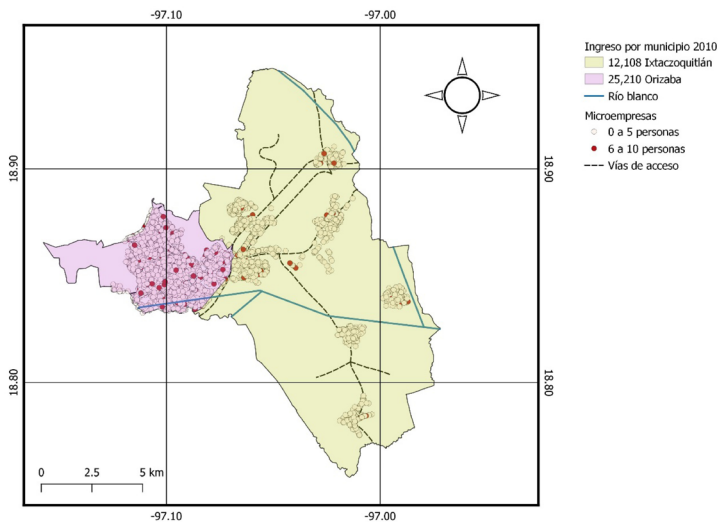 -97.10
-97.00
18.90
18.90
18.80
18.80
0 2.5 5 km
-97.10
-97.00
Ingreso por municipio 2010
12,108 Ixtaczoquitlán
25,210 Orizaba
Río blanco
Microempresas
0 a 5 personas
6 a 10 personas
Vías de acceso